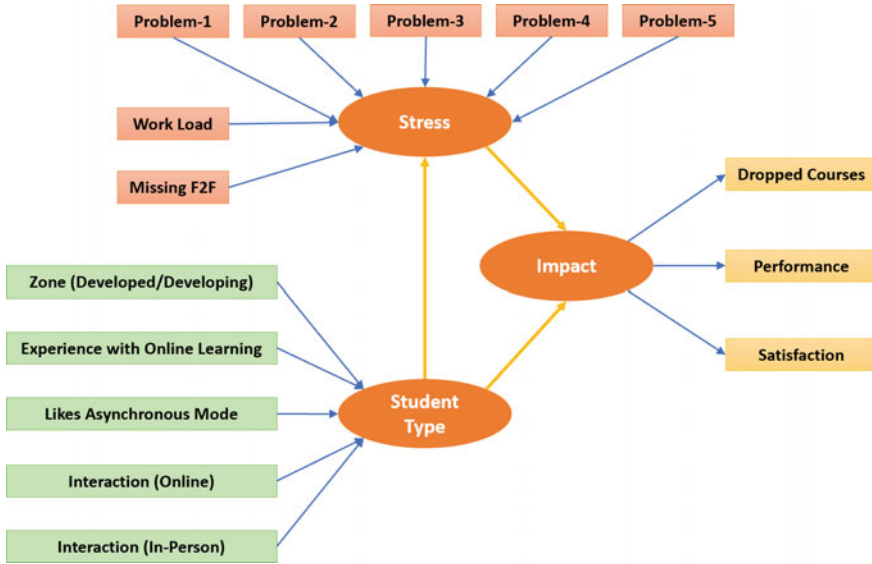 Problem-1
Problem-2
Problem-3
Problem-4
Problem-5
Stress
Work Load
Missing F2F
Dropped Courses
Impact
Performance
Zone (Developed/Developing)
Experience with Online Learning
Satisfaction
Student
Type
Likes Asynchronous Mode
Interaction (Online)
Interaction (In-Person)